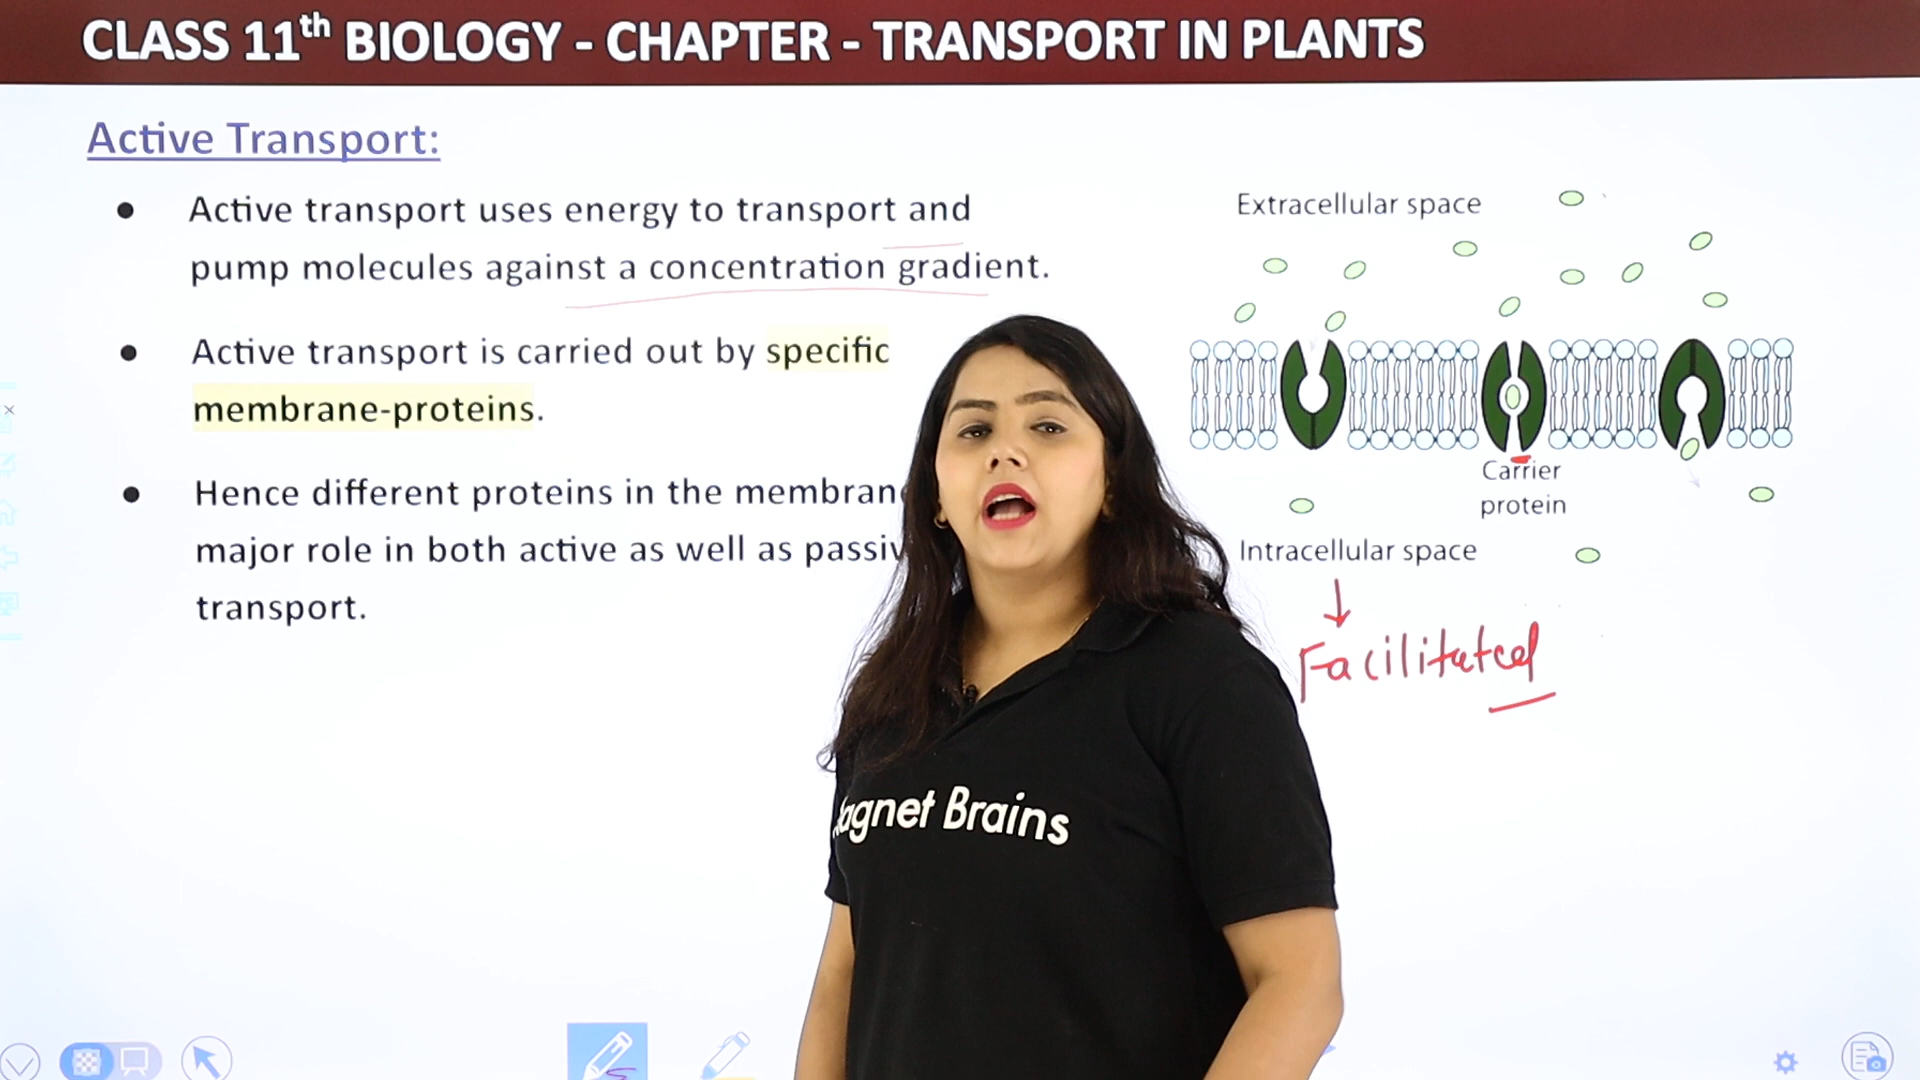 CLASS 11th BIOLOGY - CHAPTER - TRANSPORT IN PLANTS
Active Transport:
• Active transport uses energy to transport and
pump molecules against a concentration gradient.
• Active transport is carried out by specific
membrane-proteins.
• Hence different proteins in the membran
major role in both active as well as passiv
transport.
Extracellular space
Carrier
protein
Intracellular space
Facilitated
agnet Brains